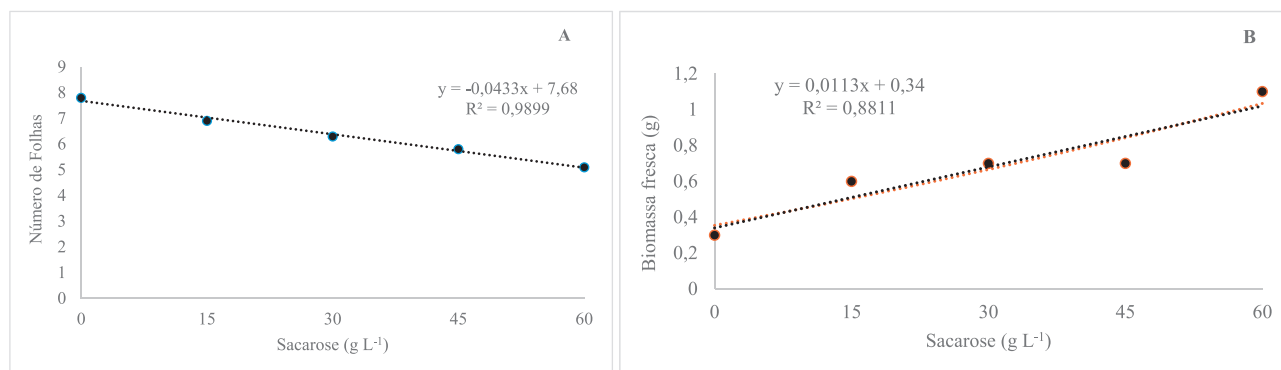 A
y = -0,0433x + 7,68
R² = 0,9899
Número de Folhas
9
8
7
6
5
4
3
2
1
0
0 15 30 45 60
Sacarose (g L⁻¹)
B
y = 0,0113x + 0,34
R² = 0,8811
Biomassa fresca (g)
1,2
1
0,8
0,6
0,4
0,2
0
0 15 30 45 60
Sacarose (g L⁻¹)